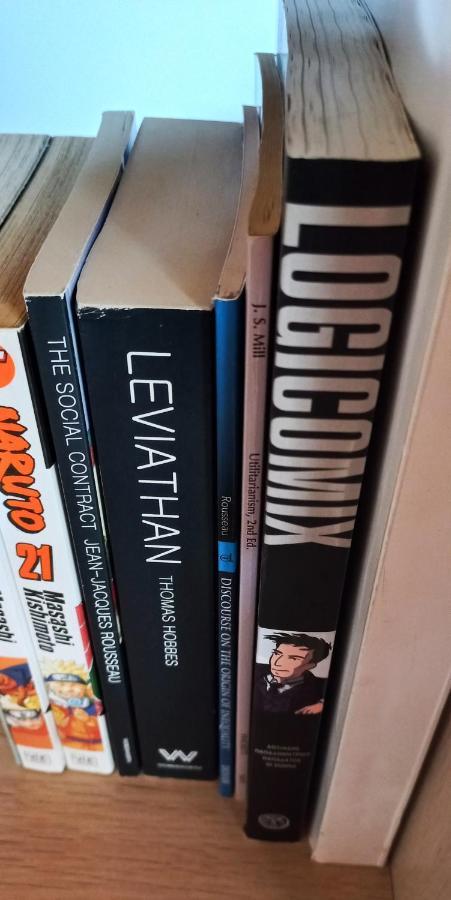 NARUTO
21
Masashi
Kishimoto
THE SOCIAL CONTRACT JEAN-JACQUES ROUSSEAU
LEVIATHAN THOMAS HOBBES
W
Rousseau DISCOURSE ON THE ORIGIN OF INEQUALITY
J. S. Mill Utilitarianism, 2nd Ed.
LOGICOMIX